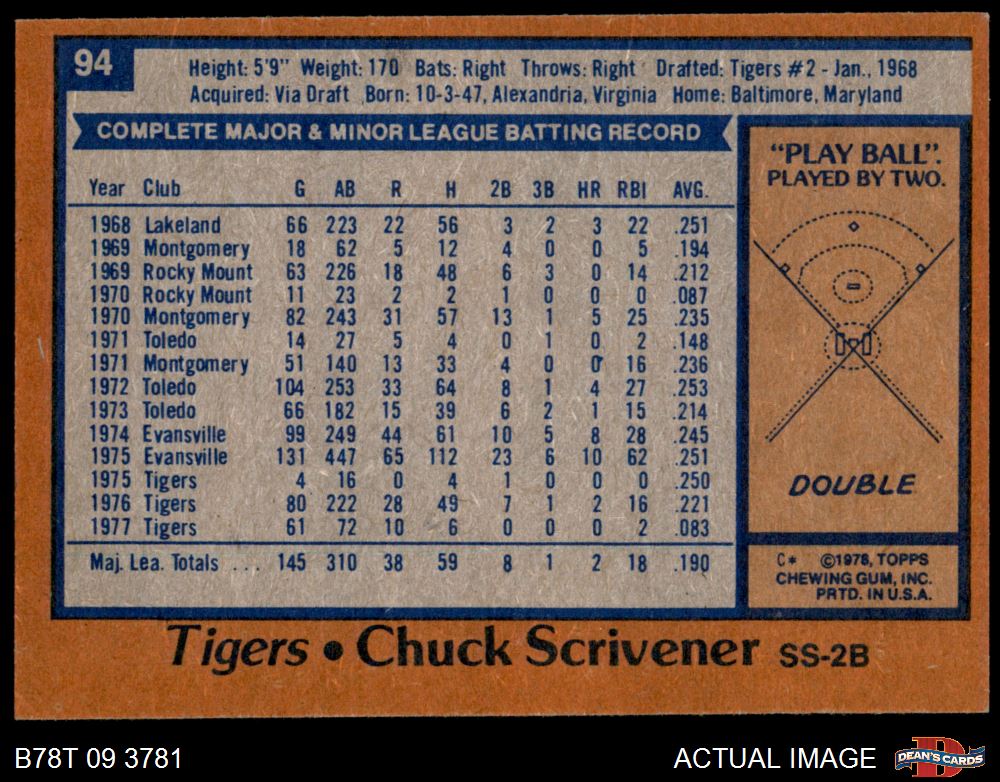 94
Height: 5'9" Weight: 170 Bats: Right Throws: Right Drafted: Tigers #2 - Jan., 1968
Acquired: Via Draft Born: 10-3-47, Alexandria, Virginia Home: Baltimore, Maryland
COMPLETE MAJOR & MINOR LEAGUE BATTING RECORD
Year Club G AB R H 2B 3B HR RBI AVG.
1968 Lakeland 66 223 22 56 3 2 3 22 .251
1969 Montgomery 18 62 5 12 4 0 0 5 .194
1969 Rocky Mount 63 226 18 48 6 3 0 14 .212
1970 Rocky Mount 11 23 2 2 1 0 0 0 .087
1970 Montgomery 82 243 31 57 13 1 5 25 .235
1971 Toledo 14 27 5 4 0 1 0 2 .148
1971 Montgomery 51 140 13 33 4 0 0 16 .236
1972 Toledo 104 253 33 64 8 1 4 27 .253
1973 Toledo 66 182 15 39 6 2 1 15 .214
1974 Evansville 99 249 44 61 10 5 8 28 .245
1975 Evansville 131 447 65 112 23 6 10 62 .251
1975 Tigers 4 16 0 4 1 0 0 0 .250
1976 Tigers 80 222 28 49 7 1 2 16 .221
1977 Tigers 61 72 10 6 0 0 0 2 .083
Maj. Lea. Totals ... 145 310 38 59 8 1 2 18 .190
"PLAY BALL".
PLAYED BY TWO.
DOUBLE
C* ©1978, TOPPS
CHEWING GUM, INC.
PRTD. IN U.S.A.
Tigers • Chuck Scrivener SS-2B
B78T 09 3781
ACTUAL IMAGE
D
DEAN'S CARDS